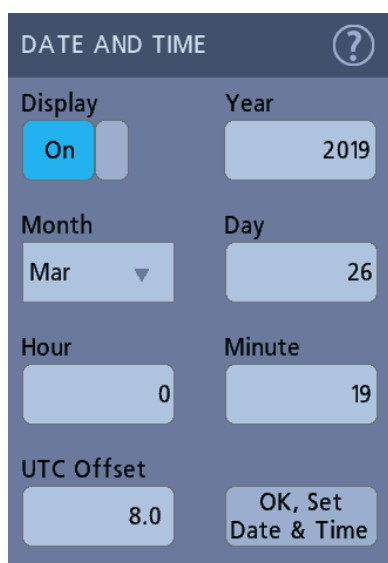 DATE AND TIME ?
Display Year
On 2019
Month Day
Mar 26
Hour Minute
0 19
UTC Offset
8.0 OK, Set
Date & Time